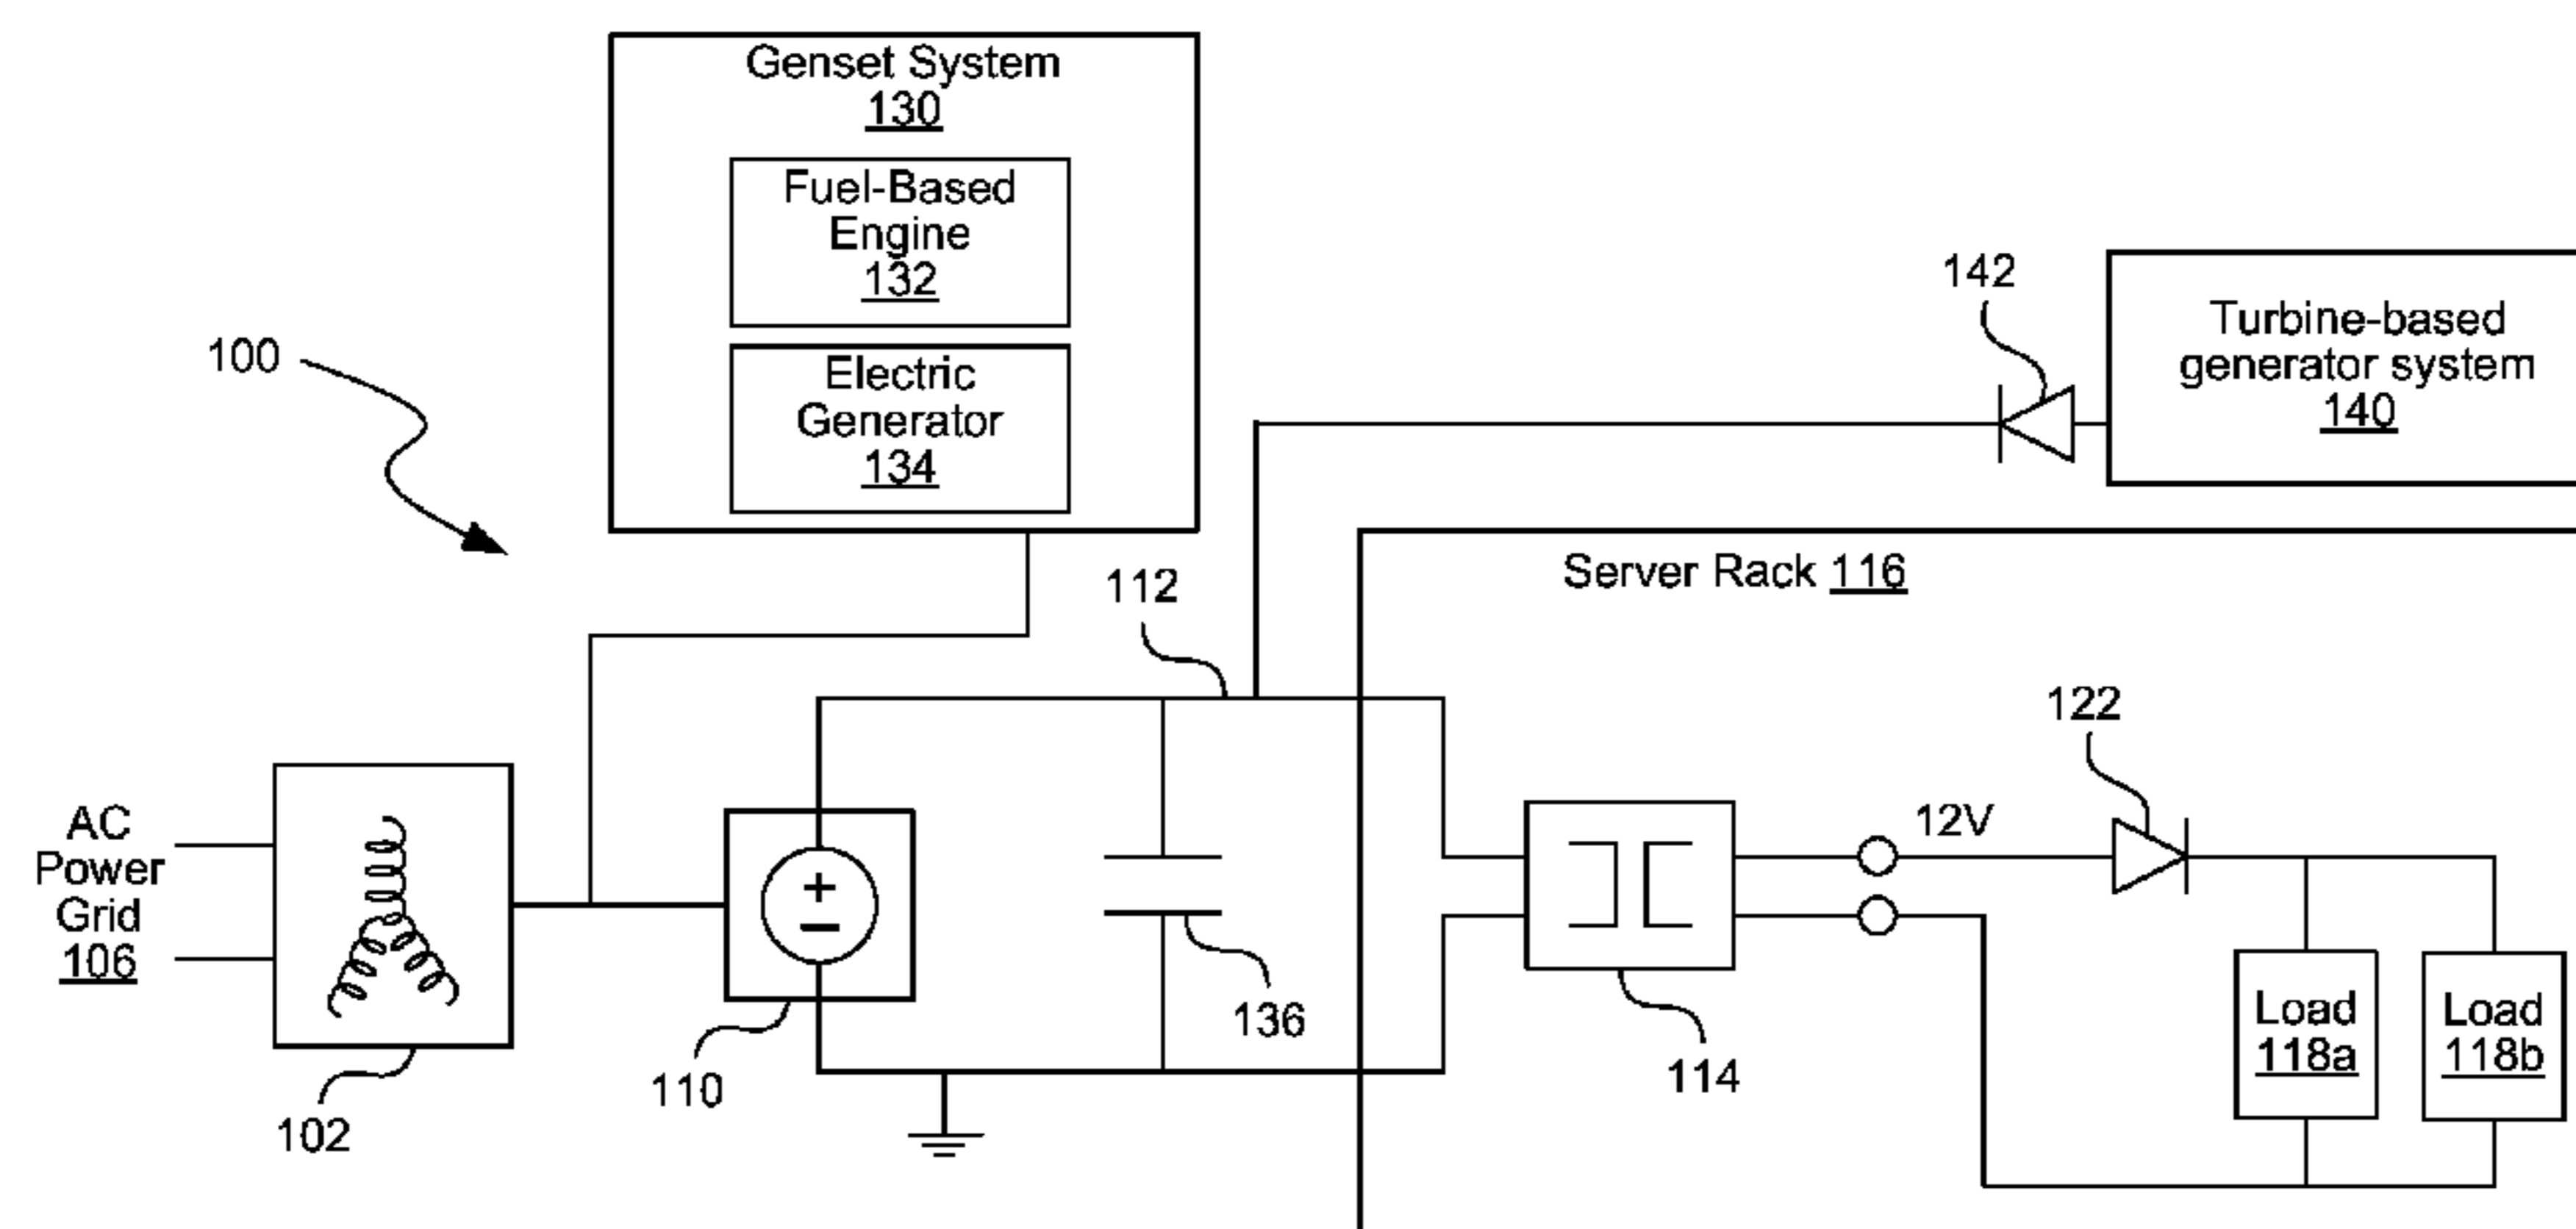 Genset System
130
Fuel-Based
Engine
132
Electric
Generator
134
100
142
Turbine-based
generator system
140
Server Rack 116
112
122
AC
Power
Grid
106
12V
+
−
102
110
136
114
Load
118a
Load
118b